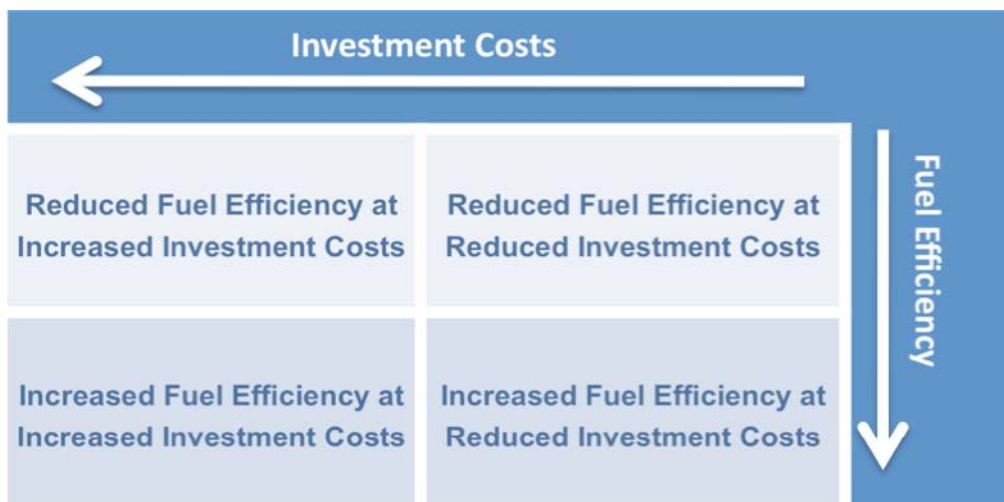 Investment Costs
Reduced Fuel Efficiency at
Increased Investment Costs
Reduced Fuel Efficiency at
Reduced Investment Costs
Fuel Efficiency
Increased Fuel Efficiency at
Increased Investment Costs
Increased Fuel Efficiency at
Reduced Investment Costs